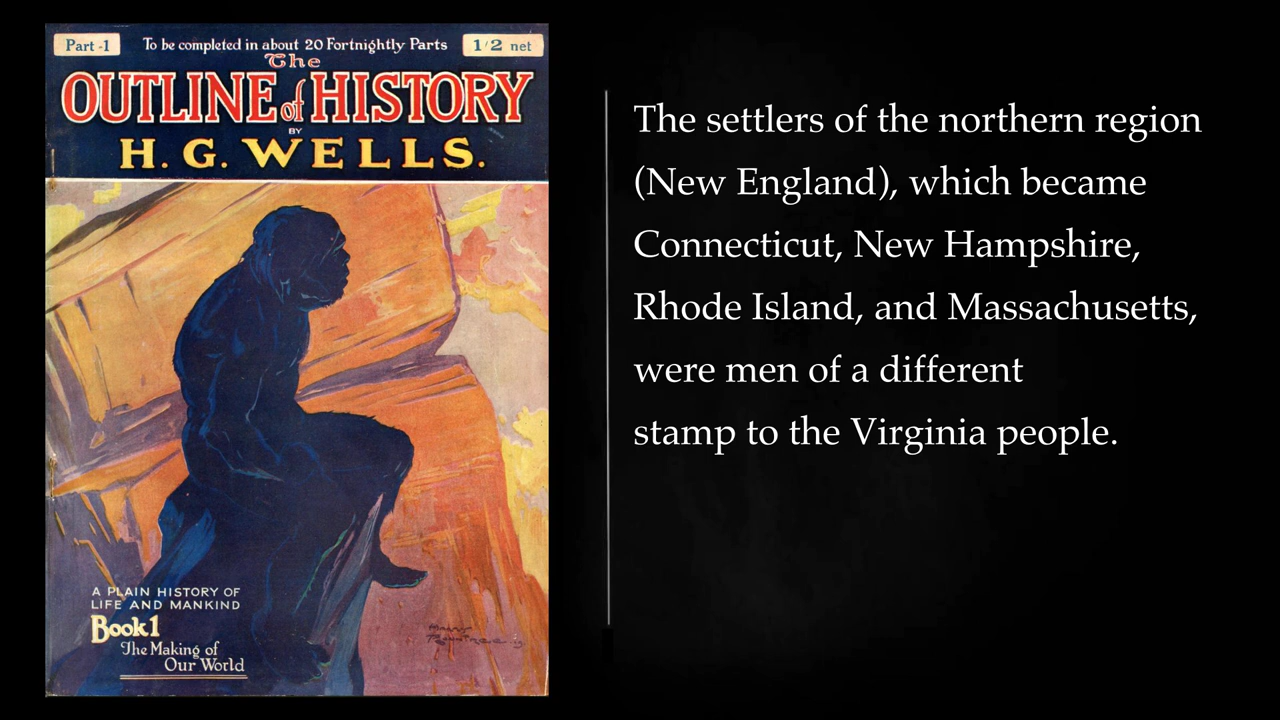 Part -1
To be completed in about 20 Fortnightly Parts
1/2 net
The
OUTLINE of HISTORY
BY
H. G. WELLS.
A PLAIN HISTORY OF
LIFE AND MANKIND
Book 1
The Making of
Our World
The settlers of the northern region
(New England), which became
Connecticut, New Hampshire,
Rhode Island, and Massachusetts,
were men of a different
stamp to the Virginia people.